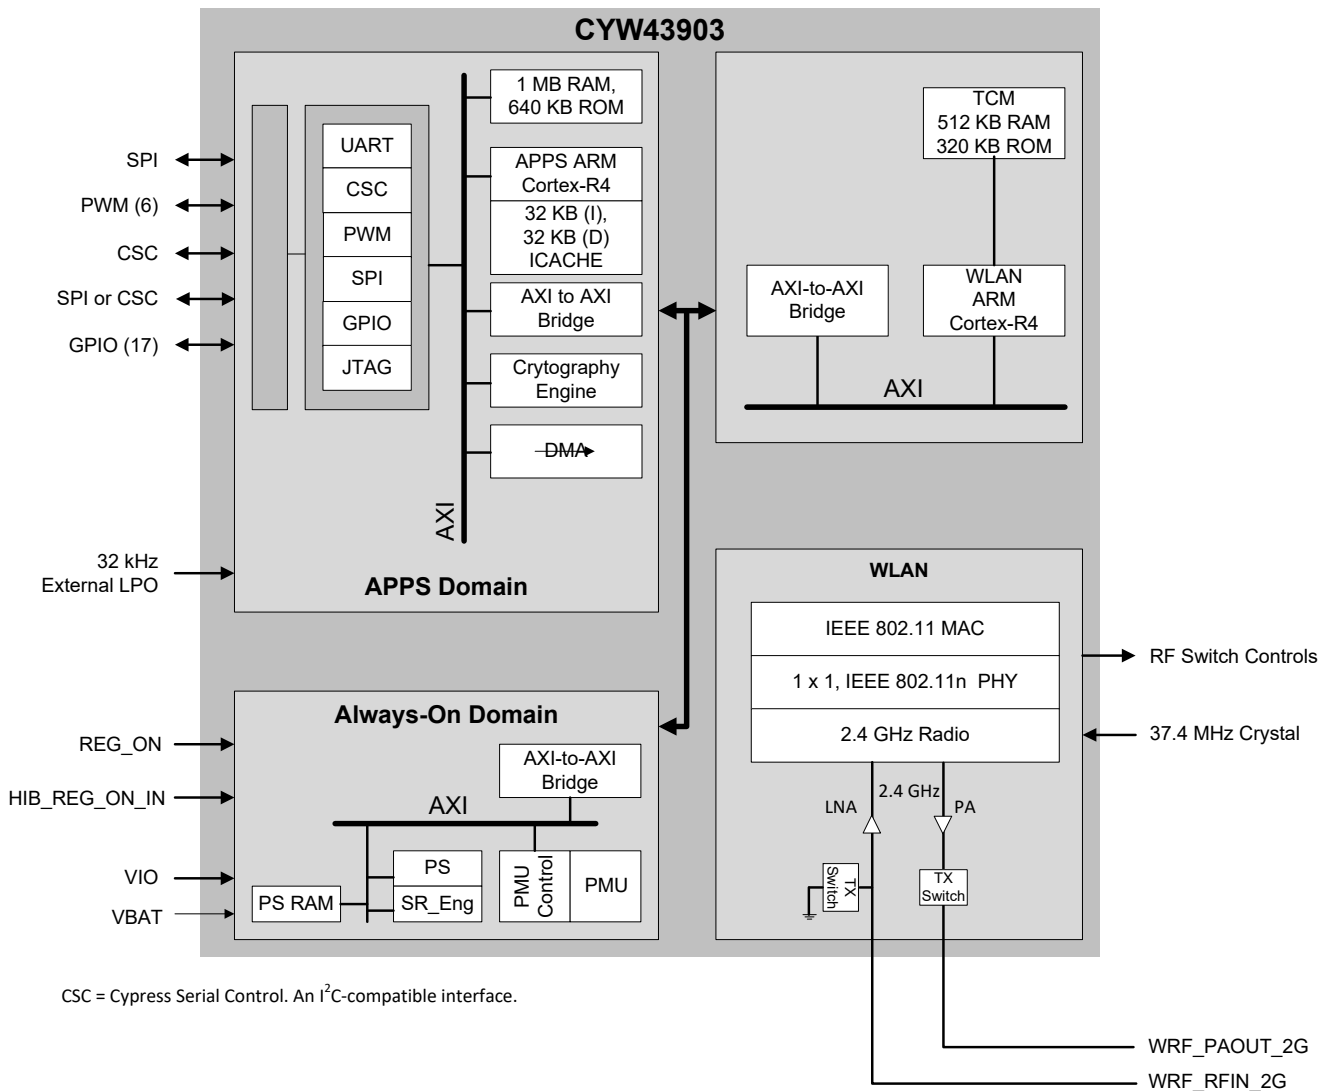 CYW43903
SPI
PWM (6)
CSC
SPI or CSC
GPIO (17)
32 kHz
External LPO
UART
CSC
PWM
SPI
GPIO
JTAG
AXI
1 MB RAM,
640 KB ROM
APPS ARM
Cortex-R4
32 KB (I),
32 KB (D)
ICACHE
AXI to AXI
Bridge
Crytography
Engine
DMA
APPS Domain
TCM
512 KB RAM
320 KB ROM
AXI-to-AXI
Bridge
WLAN
ARM
Cortex-R4
AXI
WLAN
IEEE 802.11 MAC
1 x 1, IEEE 802.11n PHY
2.4 GHz Radio
2.4 GHz
LNA
PA
TX
Switch
TX
Switch
RF Switch Controls
37.4 MHz Crystal
REG_ON
HIB_REG_ON_IN
VIO
VBAT
Always-On Domain
AXI-to-AXI
Bridge
AXI
PS RAM
PS
SR_Eng
PMU
Control
PMU
CSC = Cypress Serial Control. An I²C-compatible interface.
WRF_PAOUT_2G
WRF_RFIN_2G